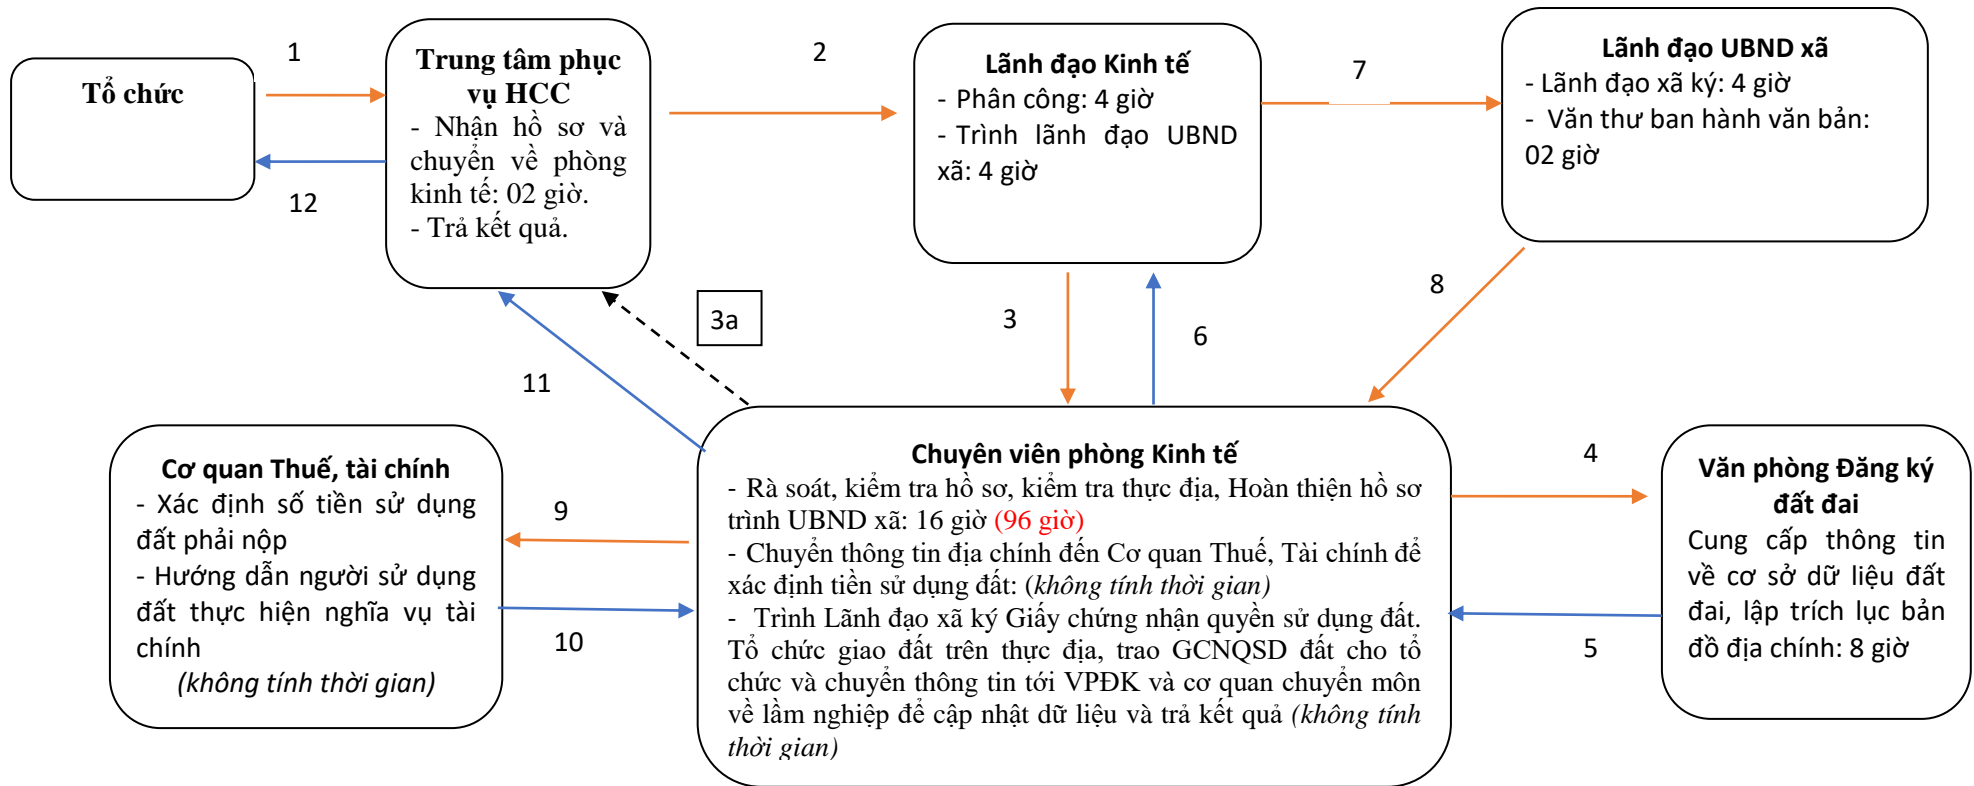 1
Tổ chức
12
Trung tâm phục
vụ HCC
- Nhận hồ sơ và
chuyển về phòng
kinh tế: 02 giờ.
- Trả kết quả.
2
Lãnh đạo Kinh tế
- Phân công: 4 giờ
- Trình lãnh đạo UBND
xã: 4 giờ
7
Lãnh đạo UBND xã
- Lãnh đạo xã ký: 4 giờ
- Văn thư ban hành văn bản:
02 giờ
3a
3
6
8
11
Cơ quan Thuế, tài chính
- Xác định số tiền sử dụng
đất phải nộp
- Hướng dẫn người sử dụng
đất thực hiện nghĩa vụ tài
chính
(không tính thời gian)
9
10
Chuyên viên phòng Kinh tế
- Rà soát, kiểm tra hồ sơ, kiểm tra thực địa, Hoàn thiện hồ sơ
trình UBND xã: 16 giờ (96 giờ)
- Chuyển thông tin địa chính đến Cơ quan Thuế, Tài chính để
xác định tiền sử dụng đất: (không tính thời gian)
- Trình Lãnh đạo xã ký Giấy chứng nhận quyền sử dụng đất.
Tổ chức giao đất trên thực địa, trao GCNQSD đất cho tổ
chức và chuyển thông tin tới VPĐK và cơ quan chuyển môn
về lầm nghiệp để cập nhật dữ liệu và trả kết quả (không tính
thời gian)
4
5
Văn phòng Đăng ký
đất đai
Cung cấp thông tin
về cơ sở dữ liệu đất
đai, lập trích lục bản
đồ địa chính: 8 giờ